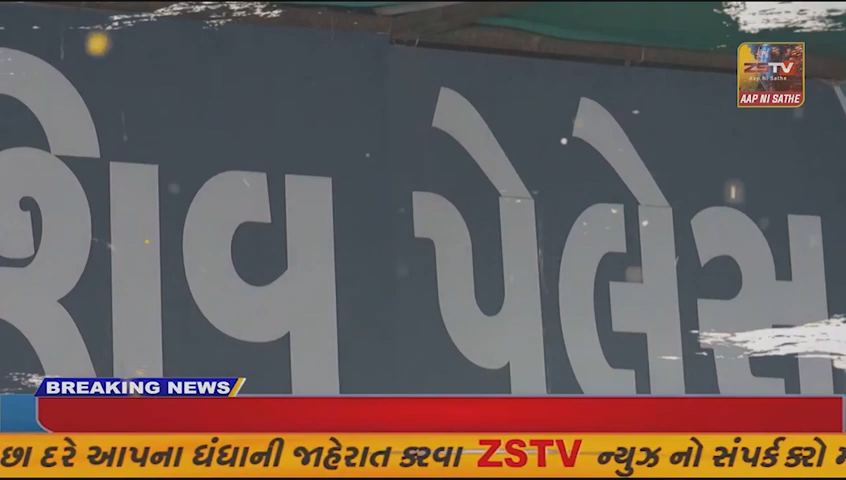 ZSTV
Aap Ni Sathe
AAP NI SATHE
શિવ પેલેસ
BREAKING NEWS
છા દરે આપના ધંધાની જાહેરાત કરવા ZSTV ન્યુઝ નો સંપર્ક કરો